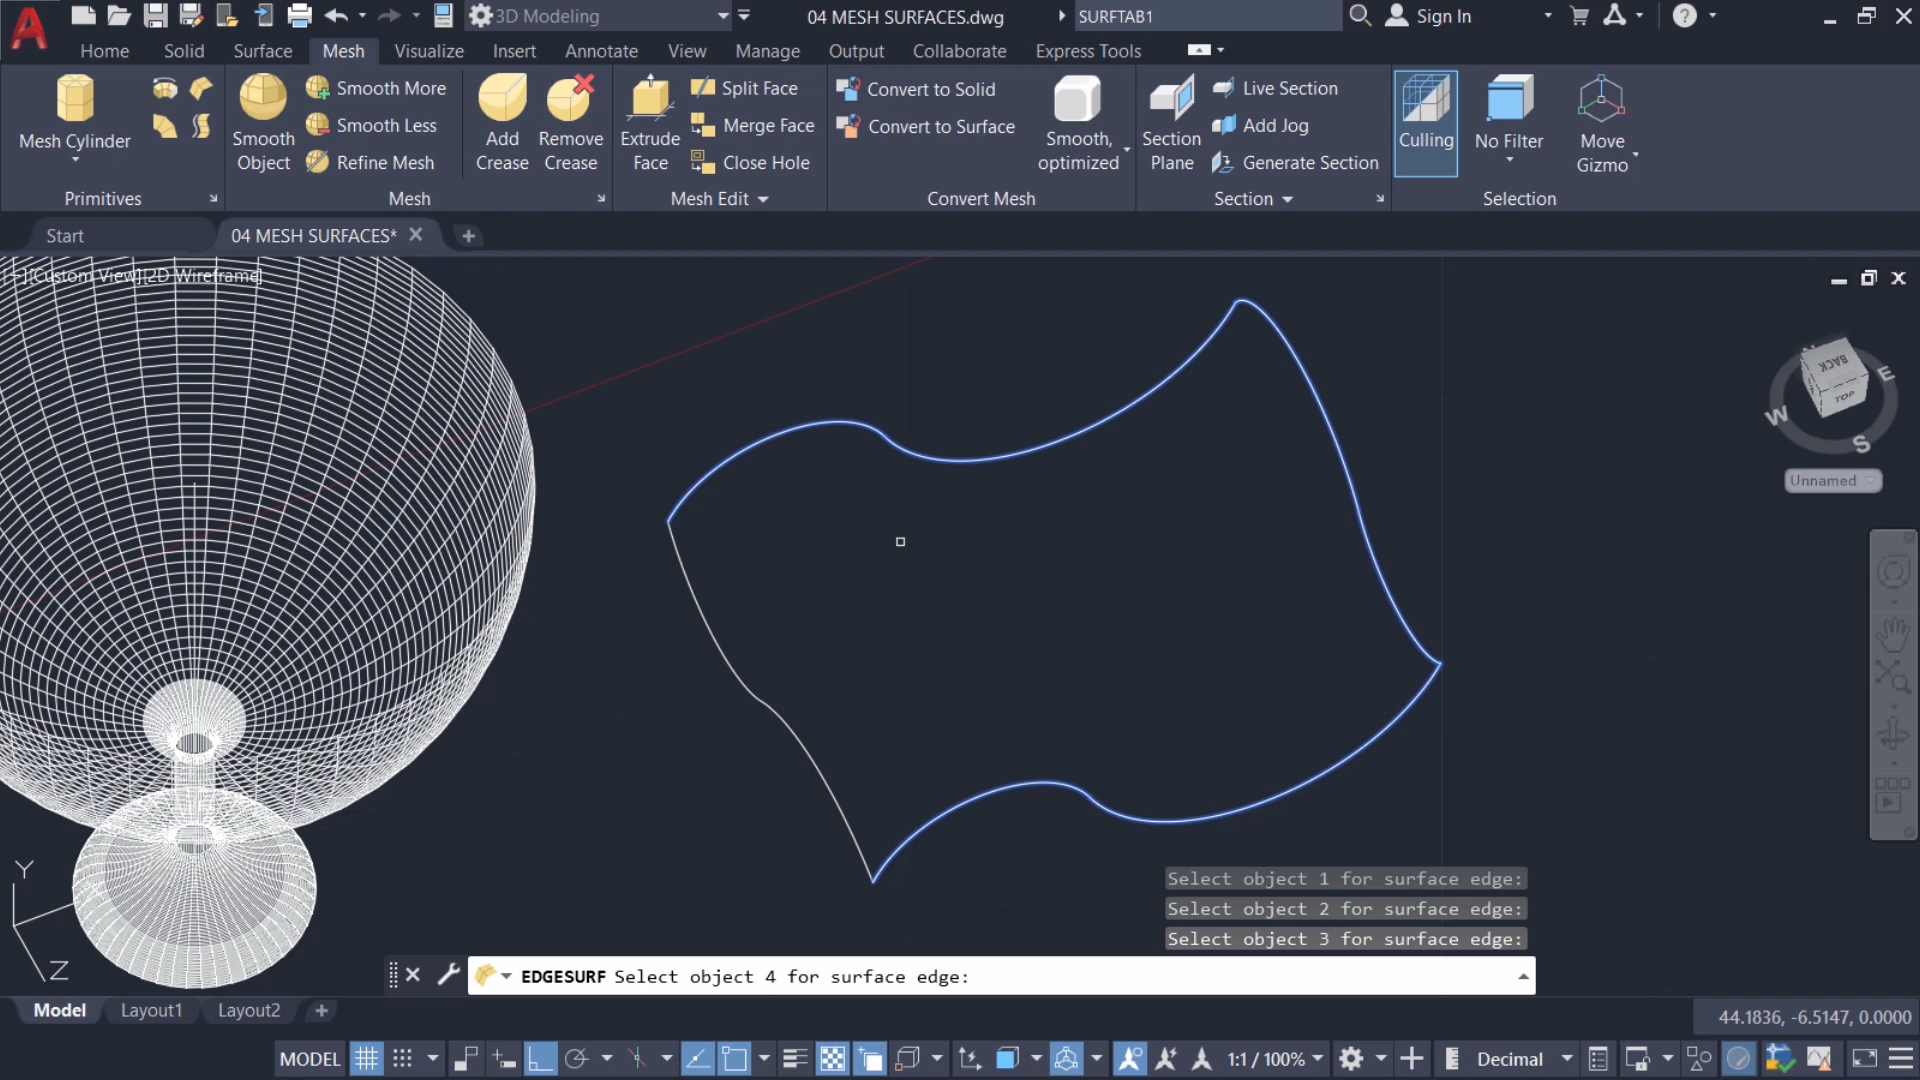 3D Modeling
04 MESH SURFACES.dwg
SURFTAB1
Sign In
?
Home Solid Surface Mesh Visualize Insert Annotate View Manage Output Collaborate Express Tools
Mesh Cylinder
Primitives
Smooth Object
Smooth More
Smooth Less
Refine Mesh
Add Crease
Remove Crease
Mesh
Extrude Face
Split Face
Merge Face
Close Hole
Mesh Edit
Convert to Solid
Convert to Surface
Smooth, optimized
Convert Mesh
Section Plane
Live Section
Add Jog
Generate Section
Section
Culling
No Filter
Move Gizmo
Selection
Start
04 MESH SURFACES*
[−][Custom View][2D Wireframe]
BACK
TOP
W
E
S
Unnamed
Y
Z
Select object 1 for surface edge:
Select object 2 for surface edge:
Select object 3 for surface edge:
EDGESURF Select object 4 for surface edge:
Model Layout1 Layout2
44.1836, -6.5147, 0.0000
MODEL
1:1 / 100%
Decimal